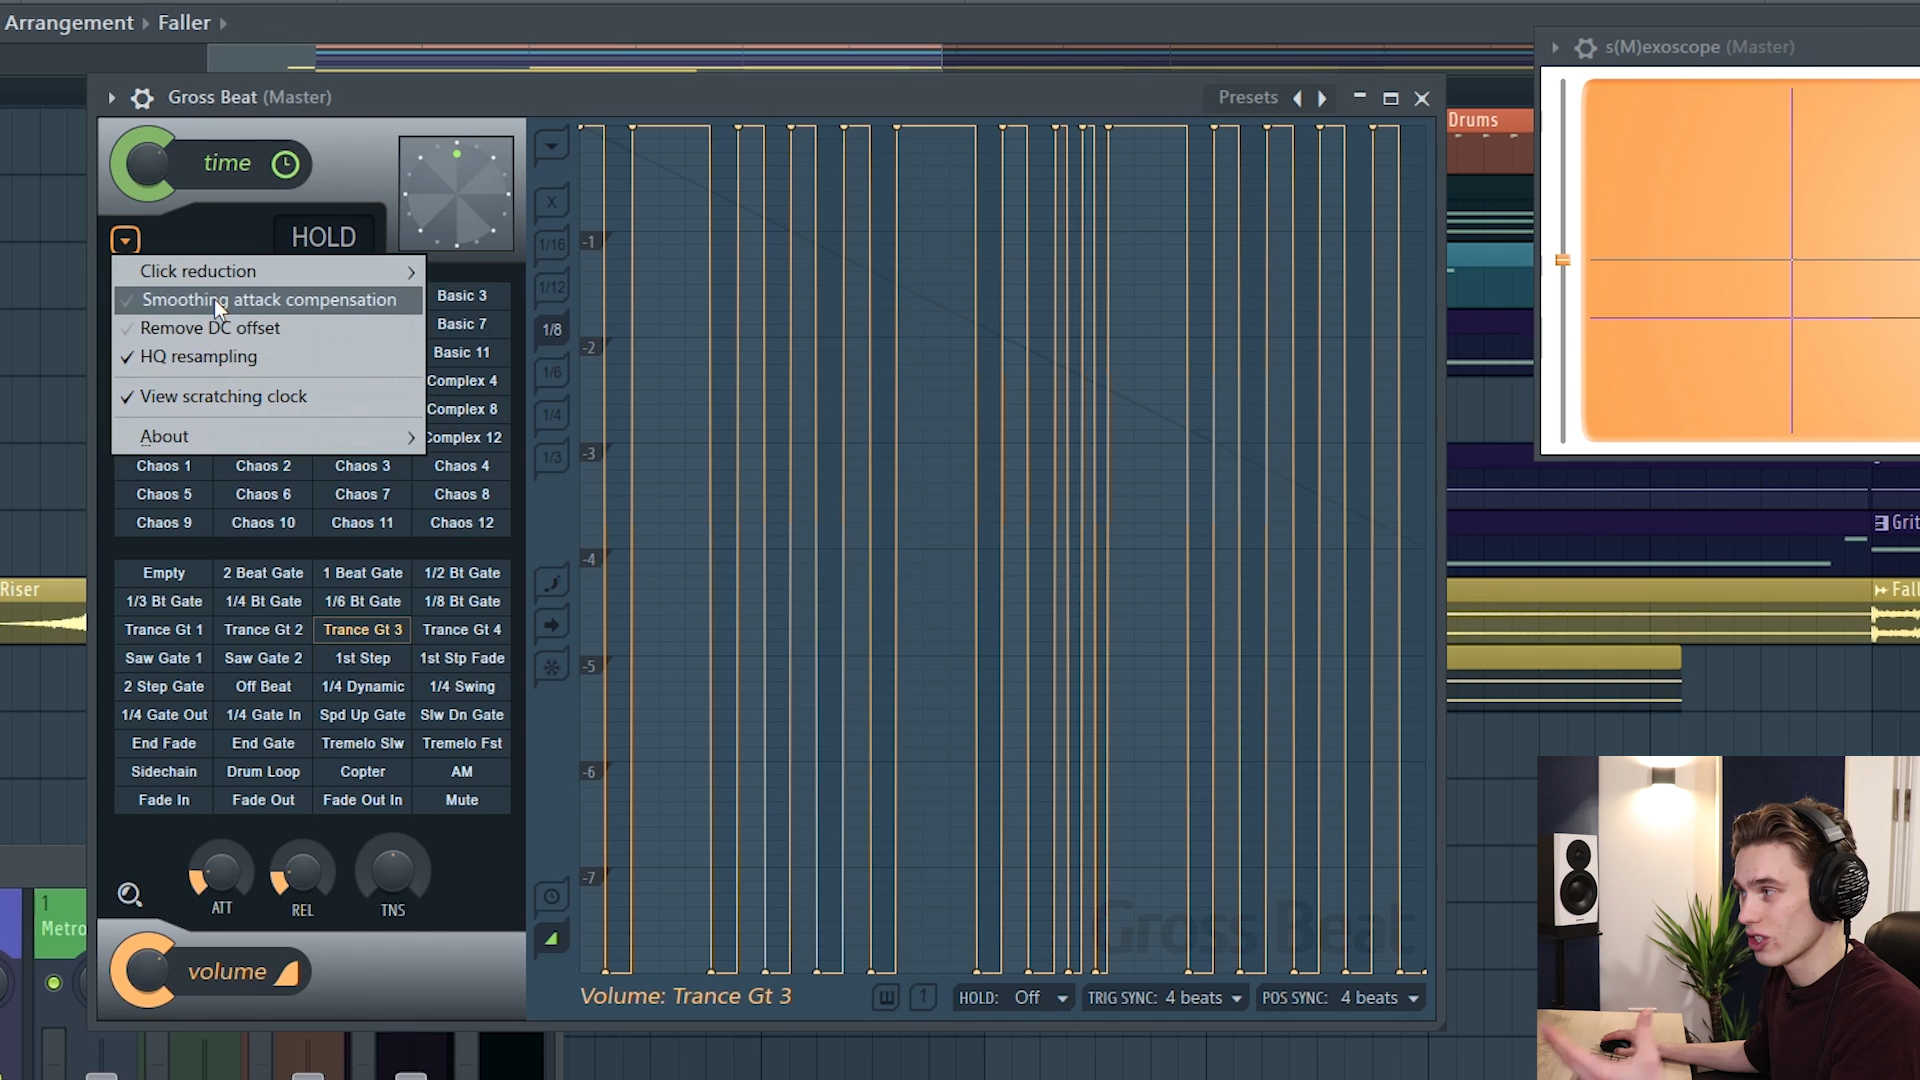 Arrangement Faller
s(M)exoscope (Master)
Gross Beat (Master)
Presets
time
HOLD
Click reduction
Smoothing attack compensation
Remove DC offset
HQ resampling
View scratching clock
About
Basic 3
Basic 7
Basic 11
Complex 4
Complex 8
Complex 12
Chaos 1 Chaos 2 Chaos 3 Chaos 4
Chaos 5 Chaos 6 Chaos 7 Chaos 8
Chaos 9 Chaos 10 Chaos 11 Chaos 12
Empty 2 Beat Gate 1 Beat Gate 1/2 Bt Gate
1/3 Bt Gate 1/4 Bt Gate 1/6 Bt Gate 1/8 Bt Gate
Trance Gt 1 Trance Gt 2 Trance Gt 3 Trance Gt 4
Saw Gate 1 Saw Gate 2 1st Step 1st Stp Fade
2 Step Gate Off Beat 1/4 Dynamic 1/4 Swing
1/4 Gate Out 1/4 Gate In Spd Up Gate Slw Dn Gate
End Fade End Gate Tremelo Slw Tremelo Fst
Sidechain Drum Loop Copter AM
Fade In Fade Out Fade Out In Mute
ATT REL TNS
volume
X
1/16
1/12
1/8
1/6
1/4
1/3
-1
-2
-3
-4
-5
-6
-7
Gross Beat
Volume: Trance Gt 3
1
HOLD: Off
TRIG SYNC: 4 beats
POS SYNC: 4 beats
Drums
Grit
Fall
Riser
1
Metro